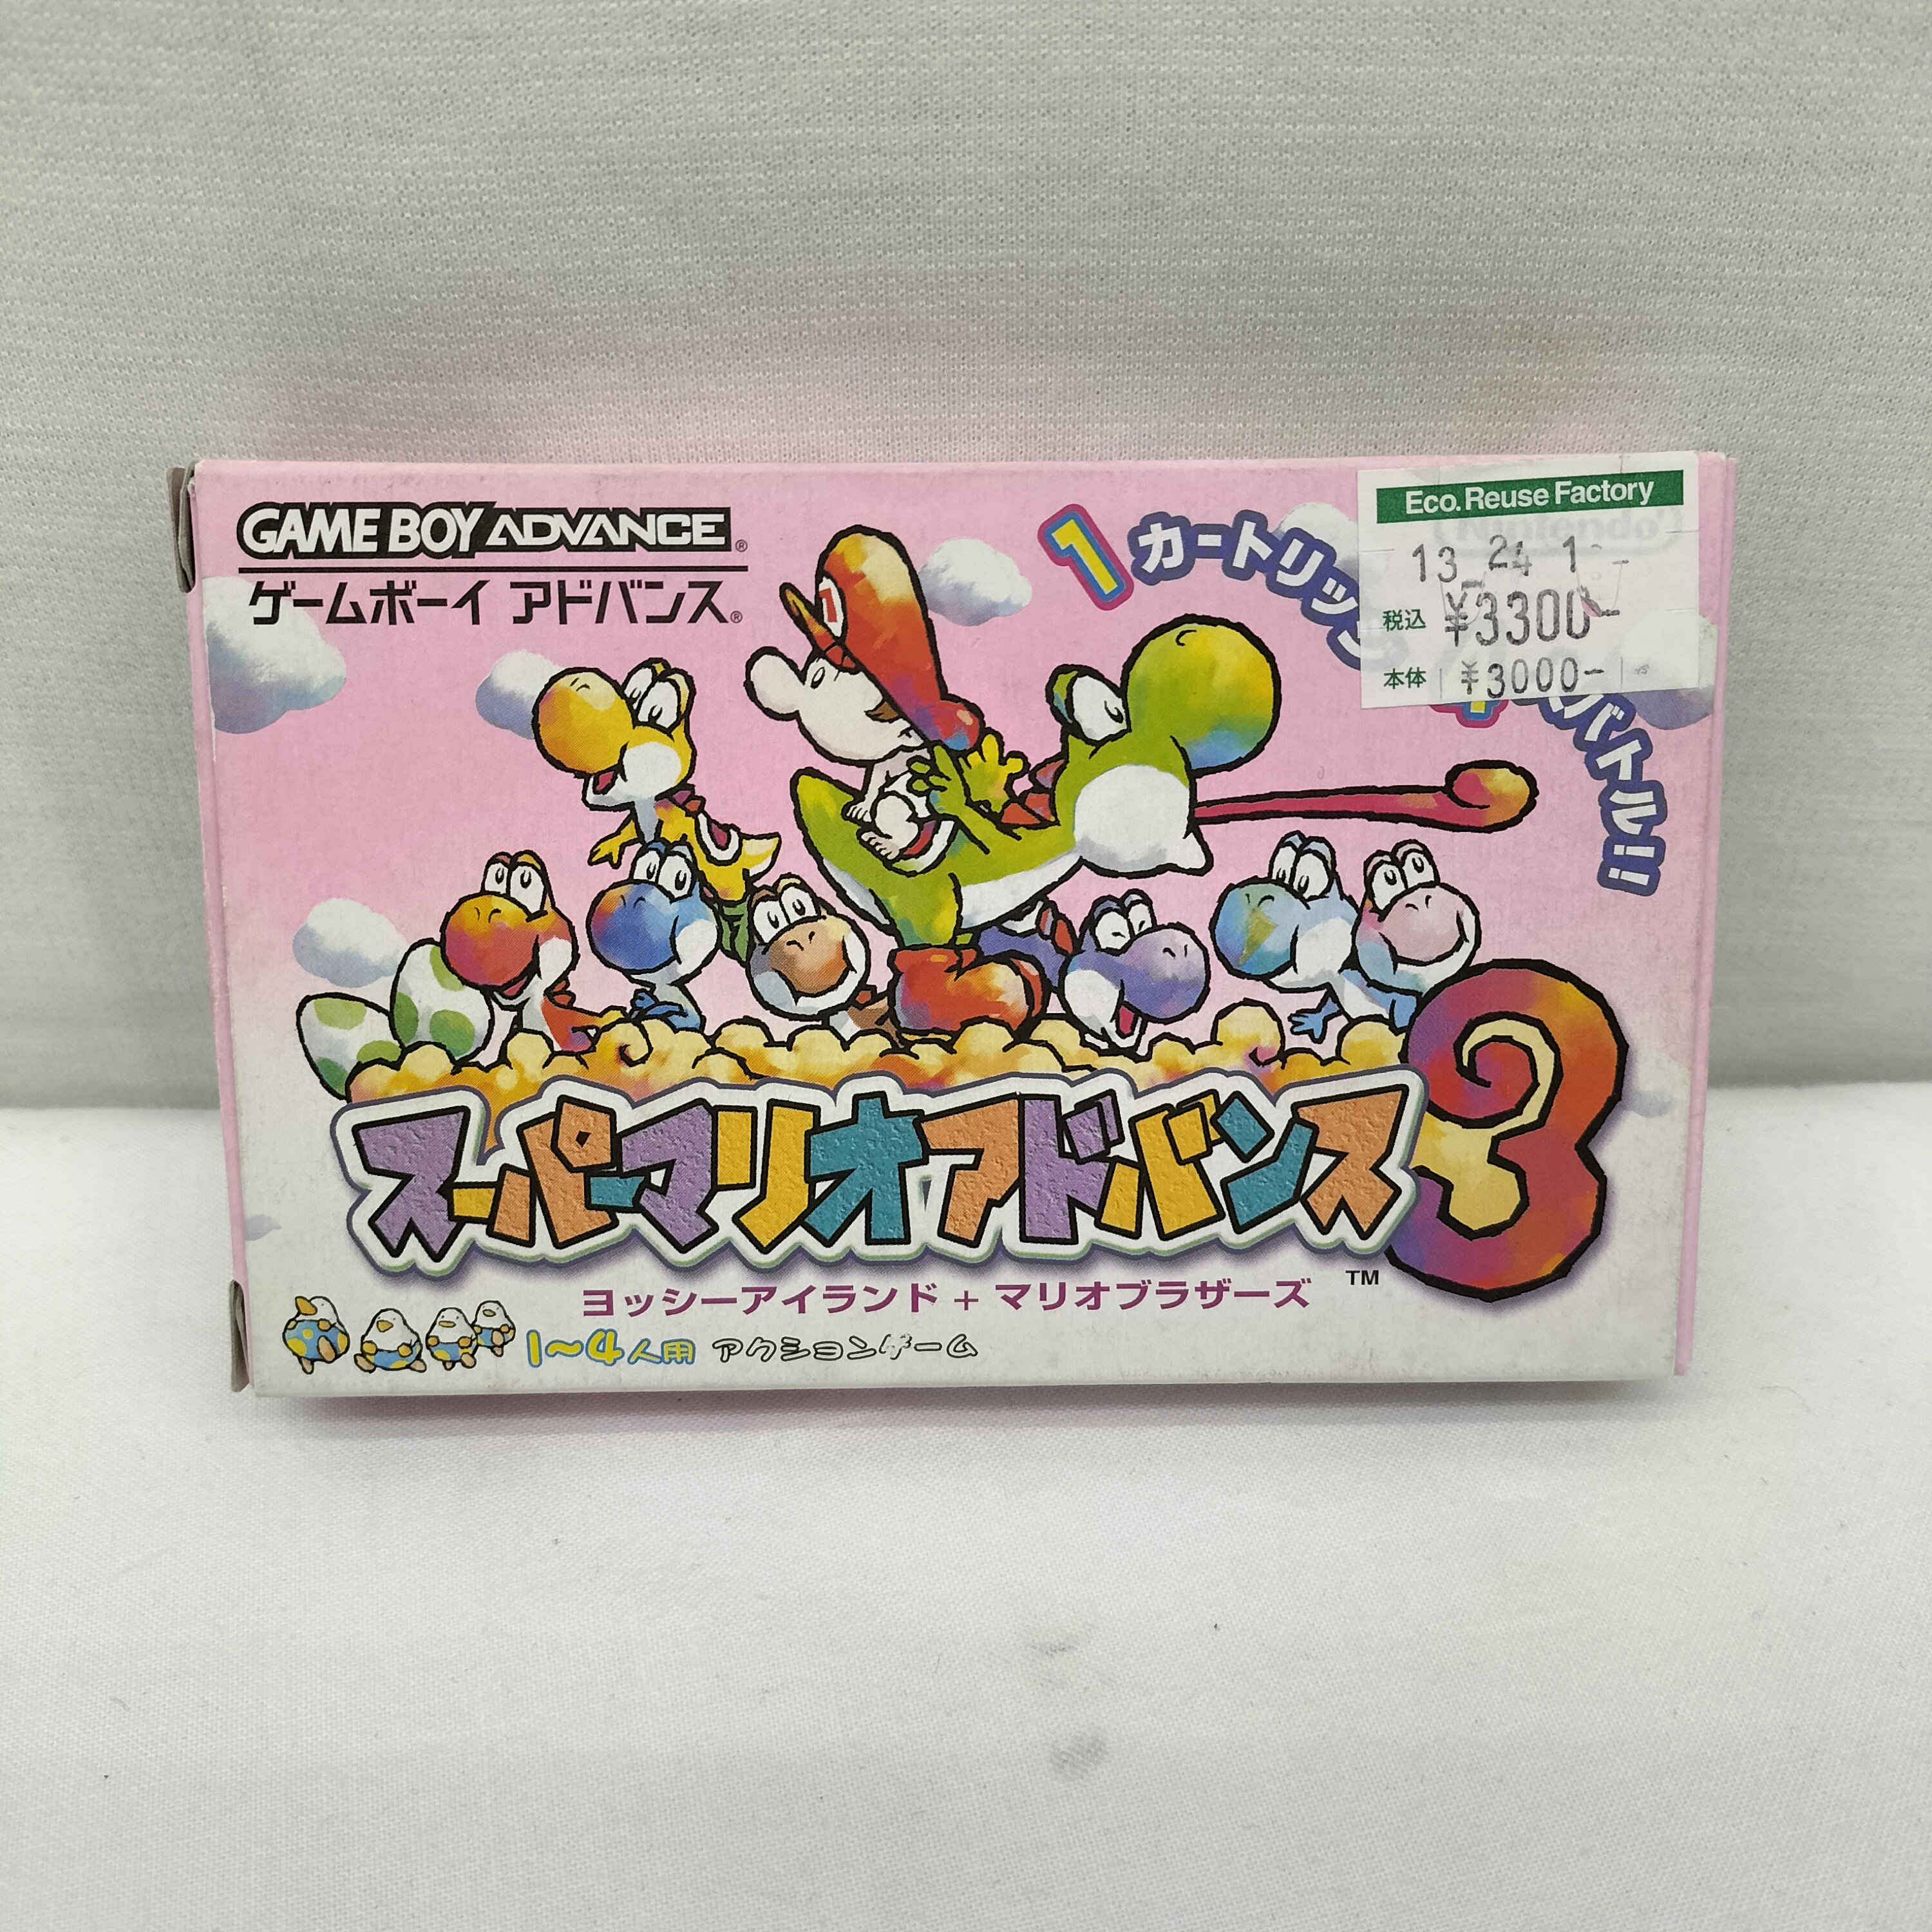 GAME BOY ADVANCE®
ゲームボーイ アドバンス®
1カートリッジ
バトル!!
Eco. Reuse Factory
Nintendo
13 24 1
税込 ¥3300-
本体 ¥3000-
スーパーマリオアドバンス3
TM
ヨッシーアイランド + マリオブラザーズ
1~4人用 アクションゲーム